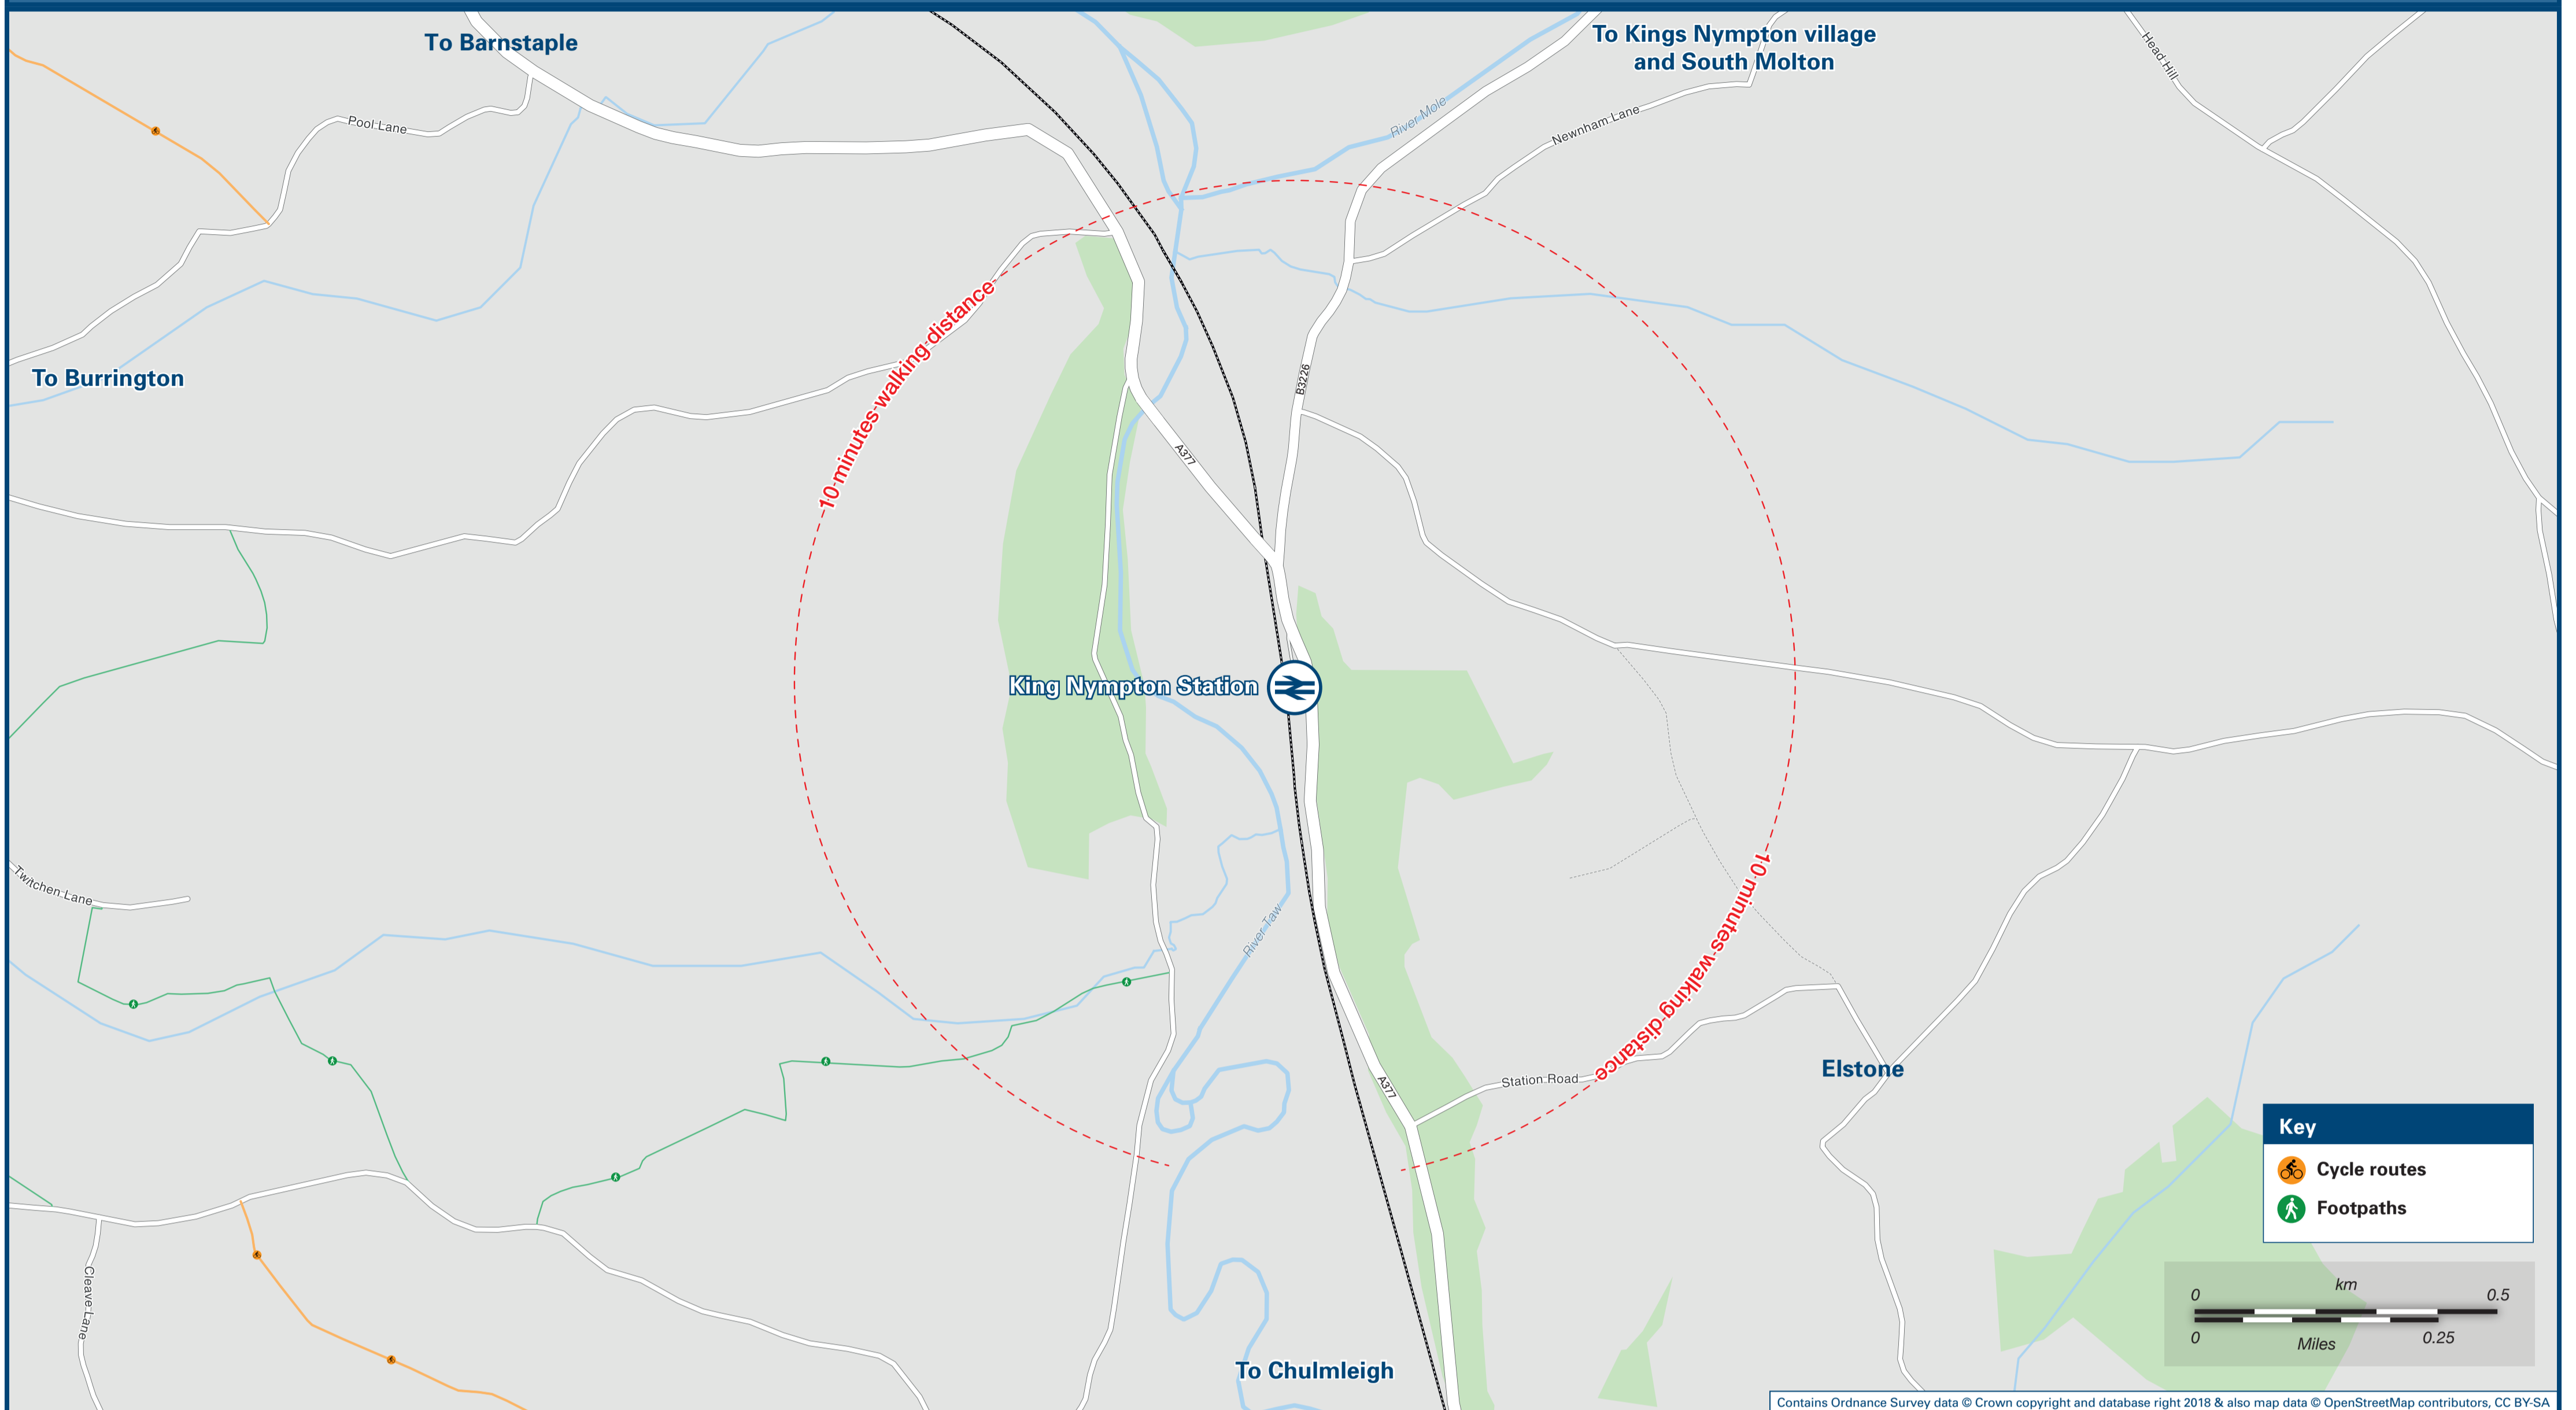 To Barnstaple
To Kings Nympton village
and South Molton
Head Hill
Pool Lane
River Mole
Newnham Lane
To Burrington
10 minutes walking distance
B3226
A377
King Nympton Station
Twitchen Lane
10 minutes walking distance
River Taw
Station Road
A377
Elstone
Cleave Lane
To Chulmleigh
Key
Cycle routes
Footpaths
km
0 0.5
0 0.25
Miles
Contains Ordnance Survey data © Crown copyright and database right 2018 & also map data © OpenStreetMap contributors, CC BY-SA